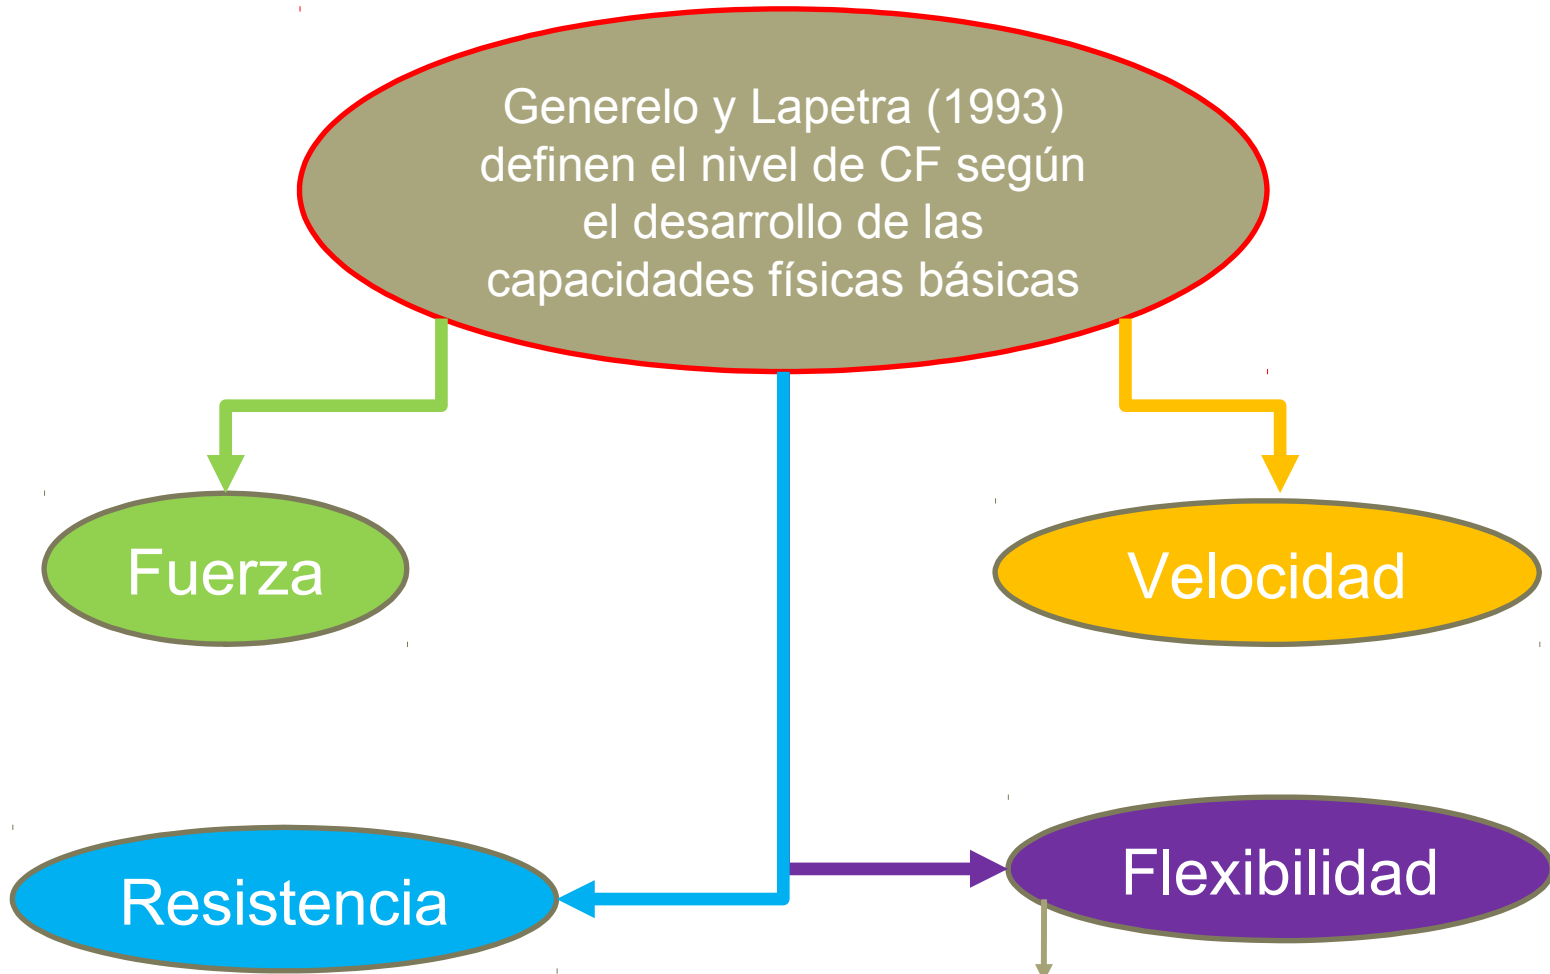 Generelo y Lapetra (1993)
definen el nivel de CF según
el desarrollo de las
capacidades físicas básicas
Fuerza
Velocidad
Resistencia
Flexibilidad